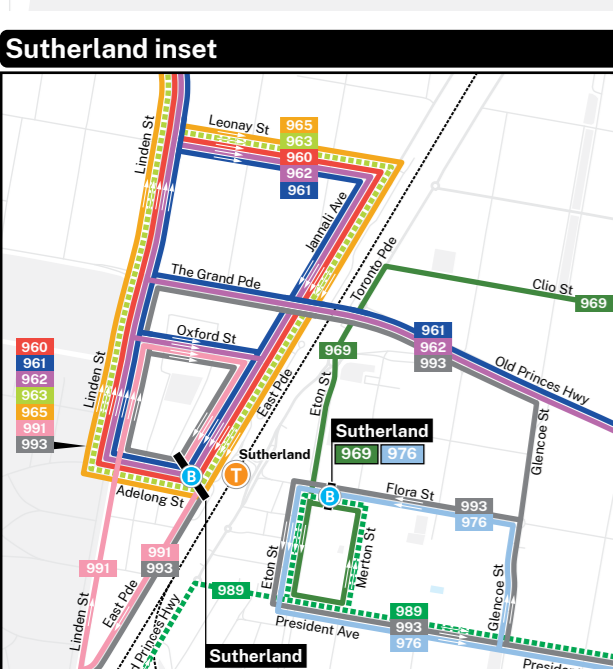 Sutherland inset
Leonay St
965
963
960
962
961
Linden St
Jannali Ave
Toronto Pde
The Grand Pde
Clio St
969
Oxford St
961
962
993
Old Princes Hwy
969
960
961
962
963
965
991
993
Linden St
East Pde
Eton St
Glencoe St
Sutherland
969 976
B
T
Sutherland
B
Flora St
993
976
Adelong St
991
993
991
Eton St
Merton St
Glencoe St
East Pde
Linden St
989
d Princes Hwy
989
993
976
President Ave
Presid
Sutherland